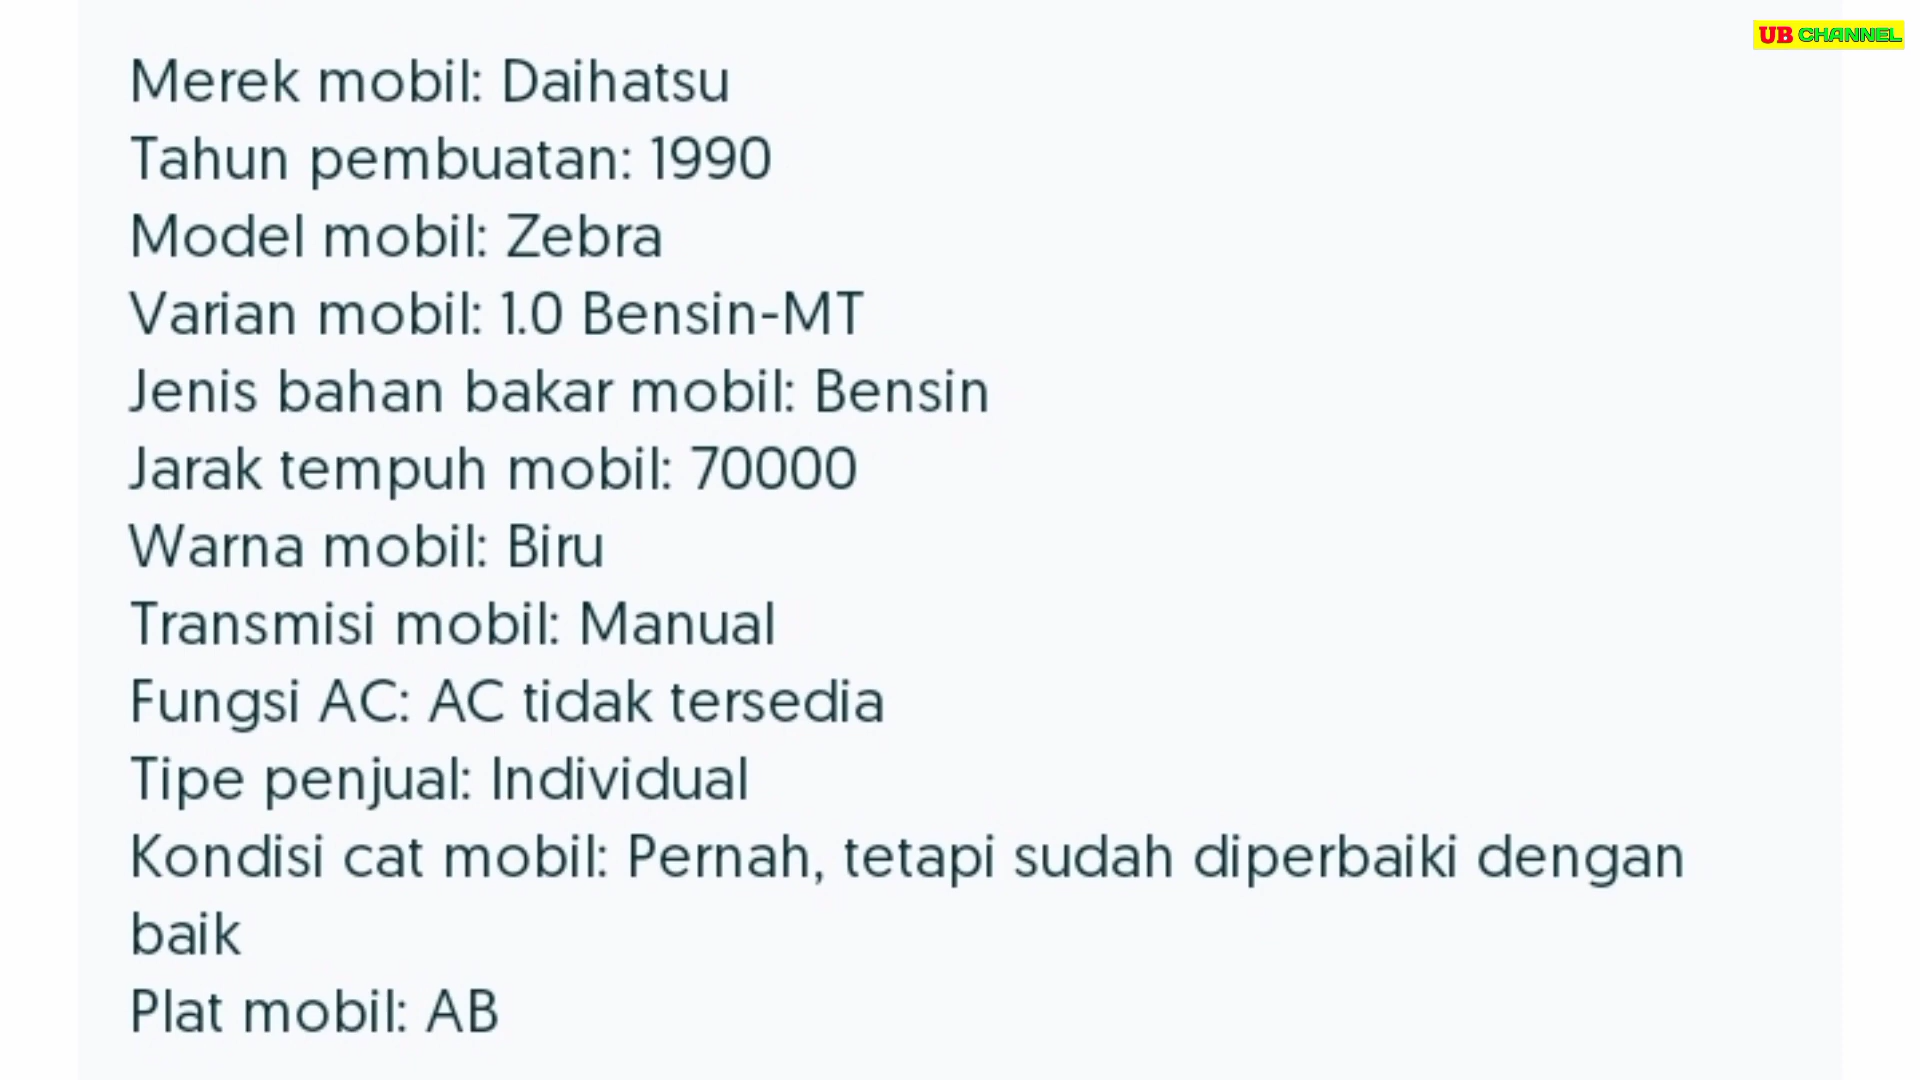 UB CHANNEL
Merek mobil: Daihatsu
Tahun pembuatan: 1990
Model mobil: Zebra
Varian mobil: 1.0 Bensin-MT
Jenis bahan bakar mobil: Bensin
Jarak tempuh mobil: 70000
Warna mobil: Biru
Transmisi mobil: Manual
Fungsi AC: AC tidak tersedia
Tipe penjual: Individual
Kondisi cat mobil: Pernah, tetapi sudah diperbaiki dengan
baik
Plat mobil: AB